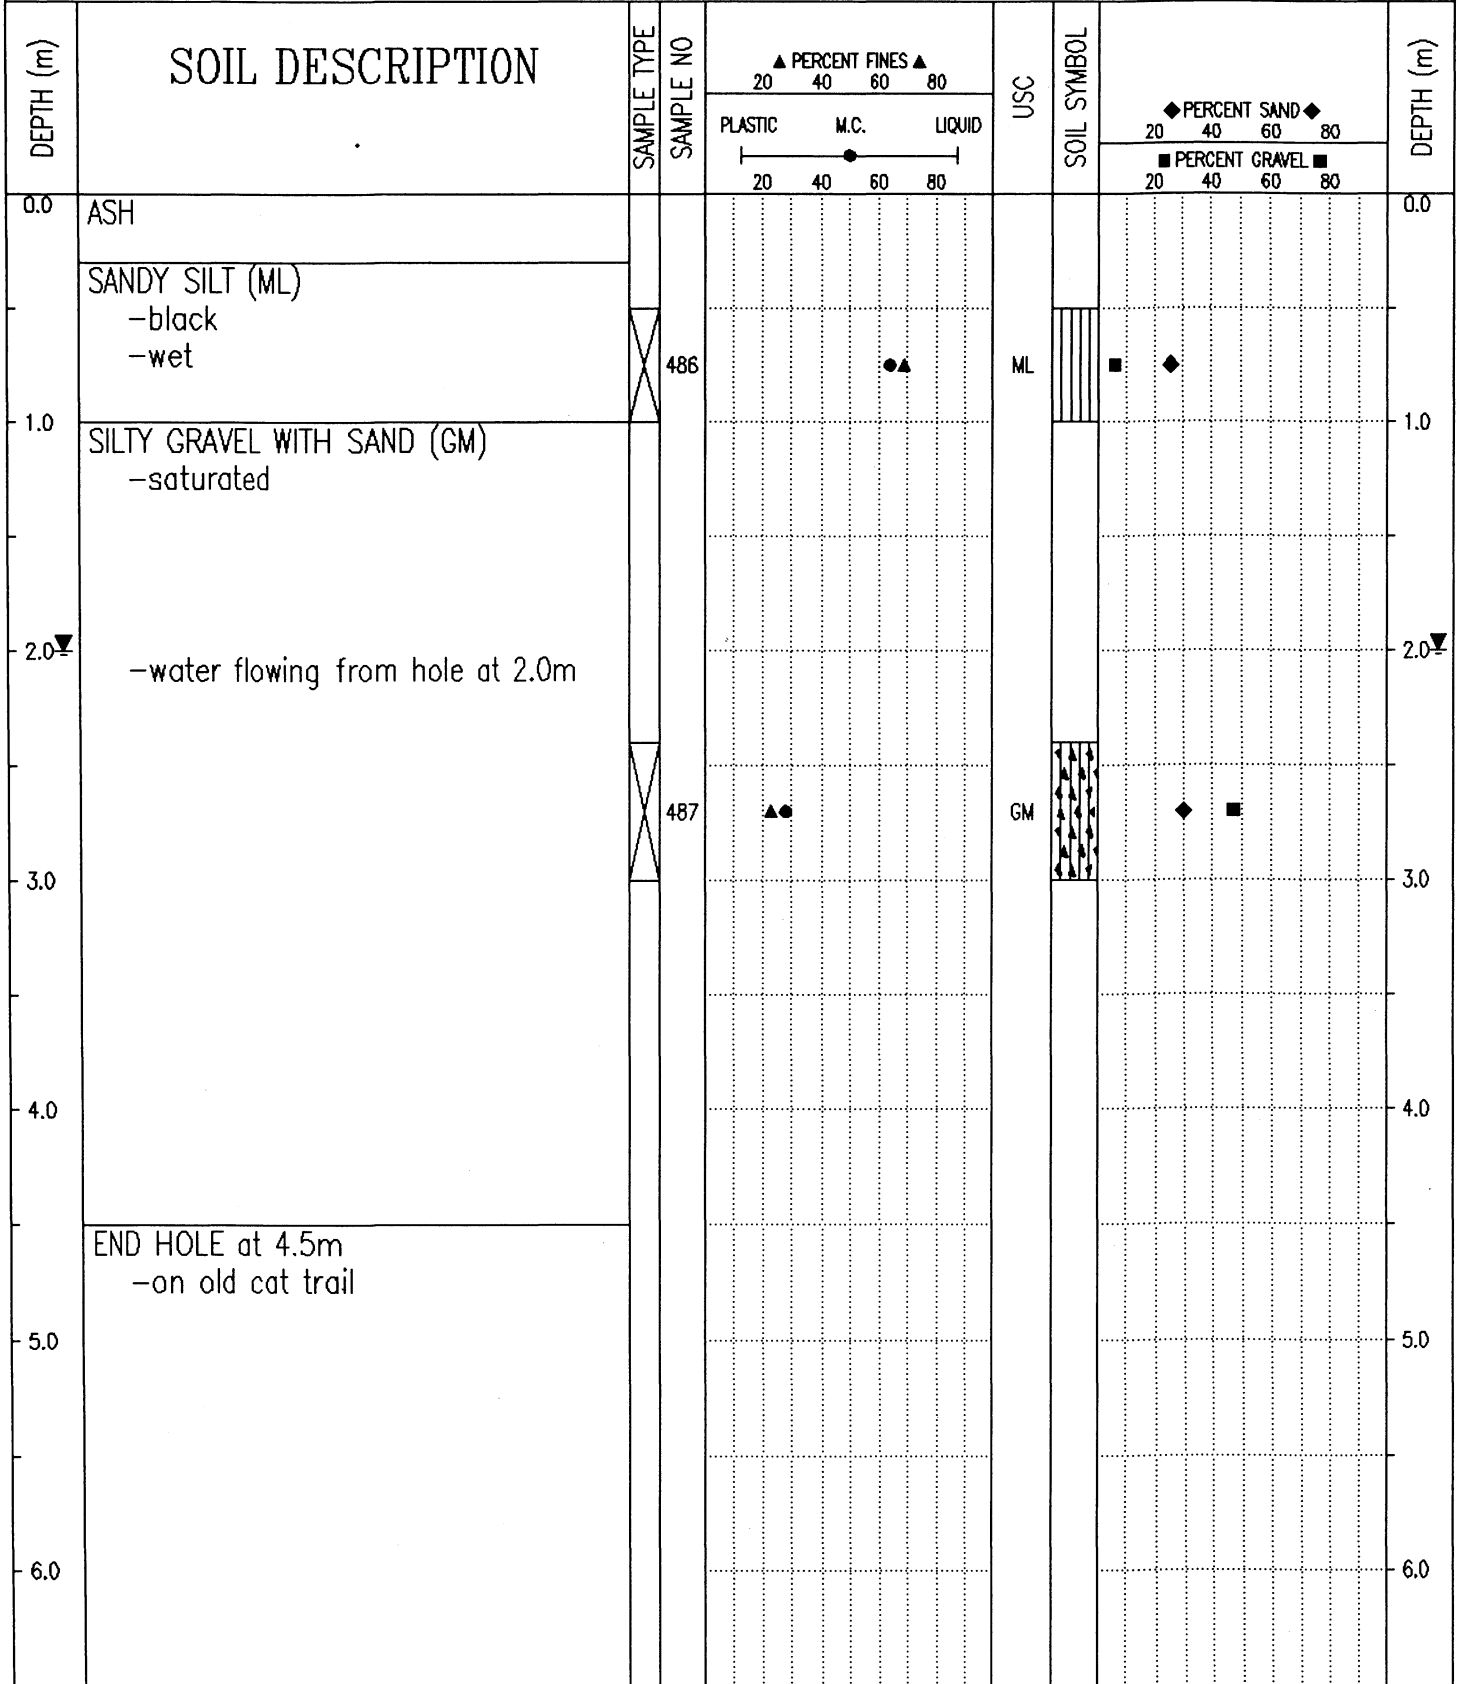 DEPTH (m)
SOIL DESCRIPTION
SAMPLE TYPE
SAMPLE NO
▲ PERCENT FINES ▲
20 40 60 80
PLASTIC M.C. LIQUID
20 40 60 80
USC
SOIL SYMBOL
◆ PERCENT SAND ◆
20 40 60 80
■ PERCENT GRAVEL ■
20 40 60 80
DEPTH (m)
0.0 ASH 0.0
SANDY SILT (ML)
-black
-wet
486 ML
1.0 1.0
SILTY GRAVEL WITH SAND (GM)
-saturated
2.0 2.0
-water flowing from hole at 2.0m
487 GM
3.0 3.0
4.0 4.0
END HOLE at 4.5m
-on old cat trail
5.0 5.0
6.0 6.0